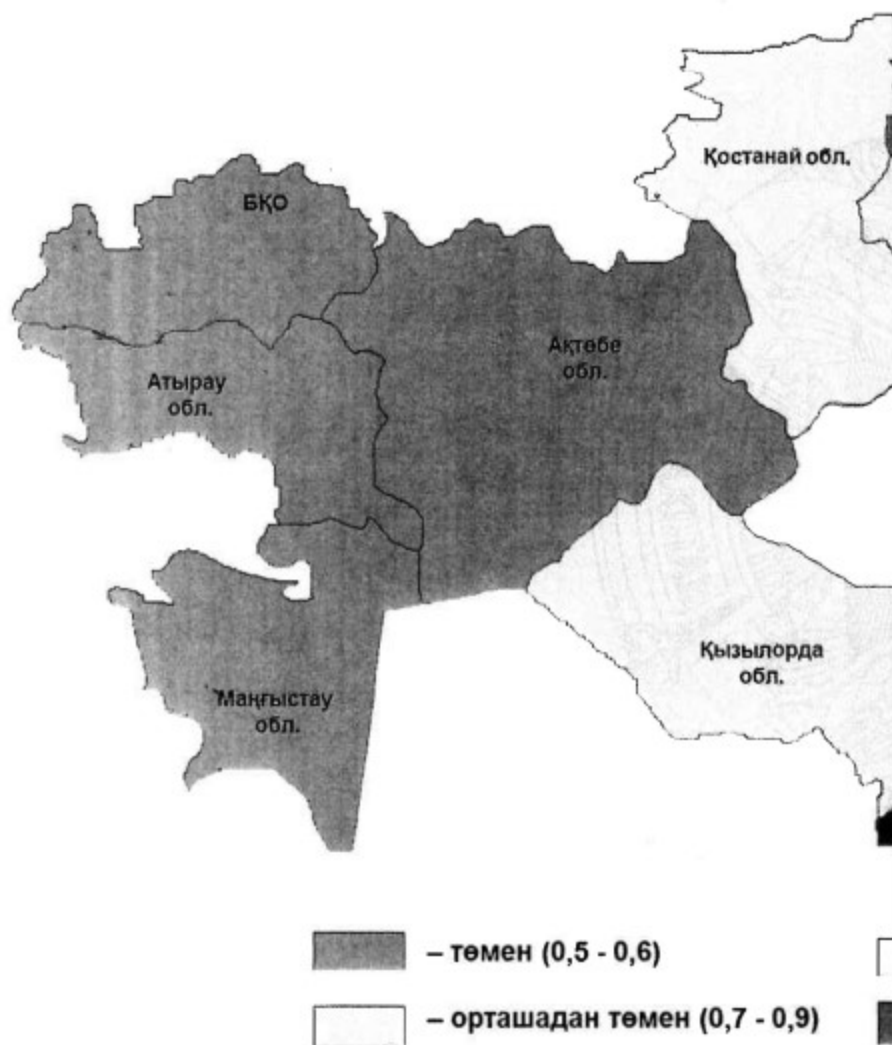 Қостанай обл.
БҚО
Ақтөбе
обл.
Атырау
обл.
Қызылорда
обл.
Маңғыстау
обл.
– төмен (0,5 - 0,6)
– орташадан төмен (0,7 - 0,9)